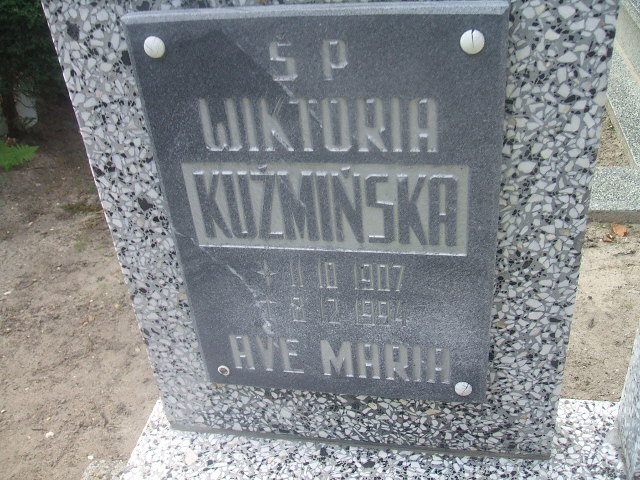 Ś P
WIKTORIA
KUŹMIŃSKA
* 11 10 1907
† 8 12 1994
AVE MARIA